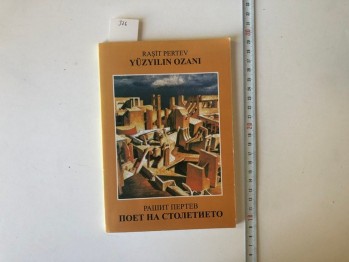 RAŞİT PERTEV
YÜZYILIN OZANI
РАШИТ ПЕРТЕВ
ПОЕТ НА СТОЛЕТИЕТО